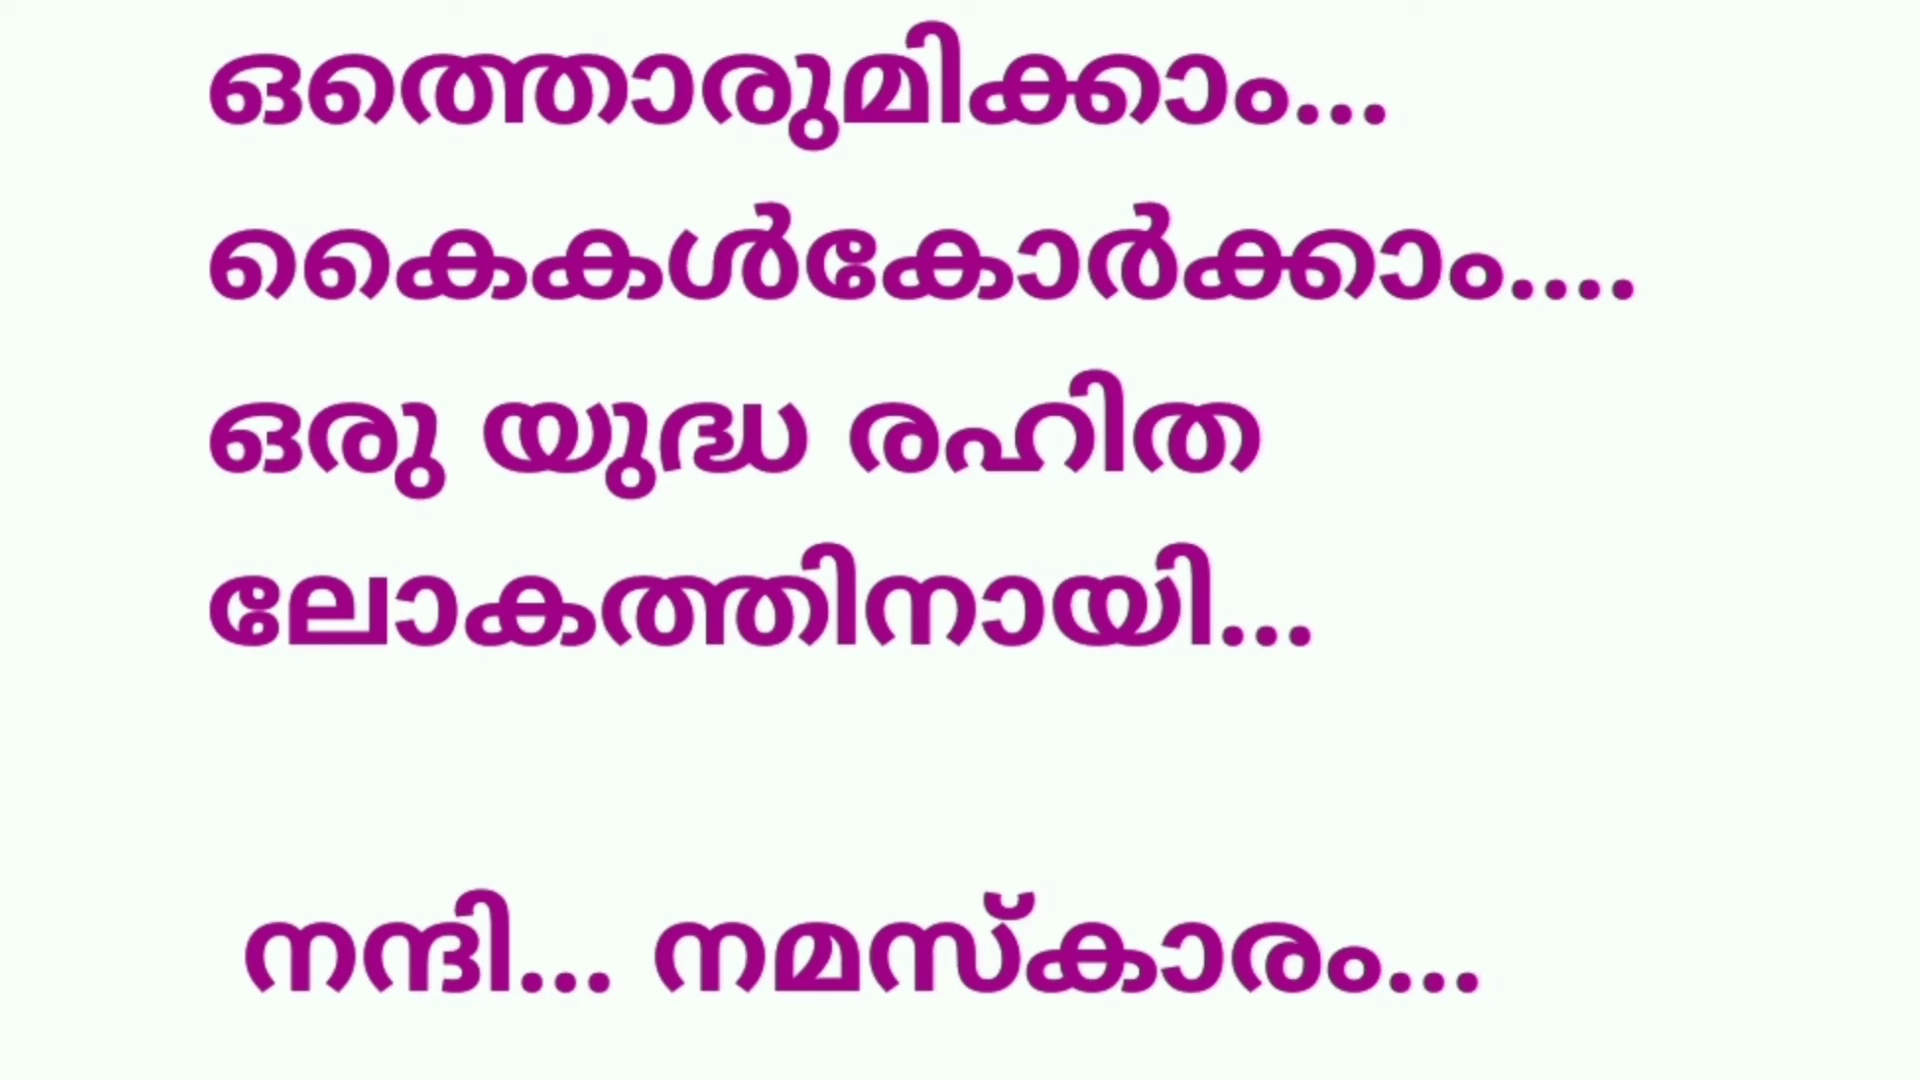 ഒത്തൊരുമിക്കാം...
കൈകൾകോർക്കാം....
ഒരു യുദ്ധ രഹിത
ലോകത്തിനായി...
നന്ദി... നമസ്കാരം...